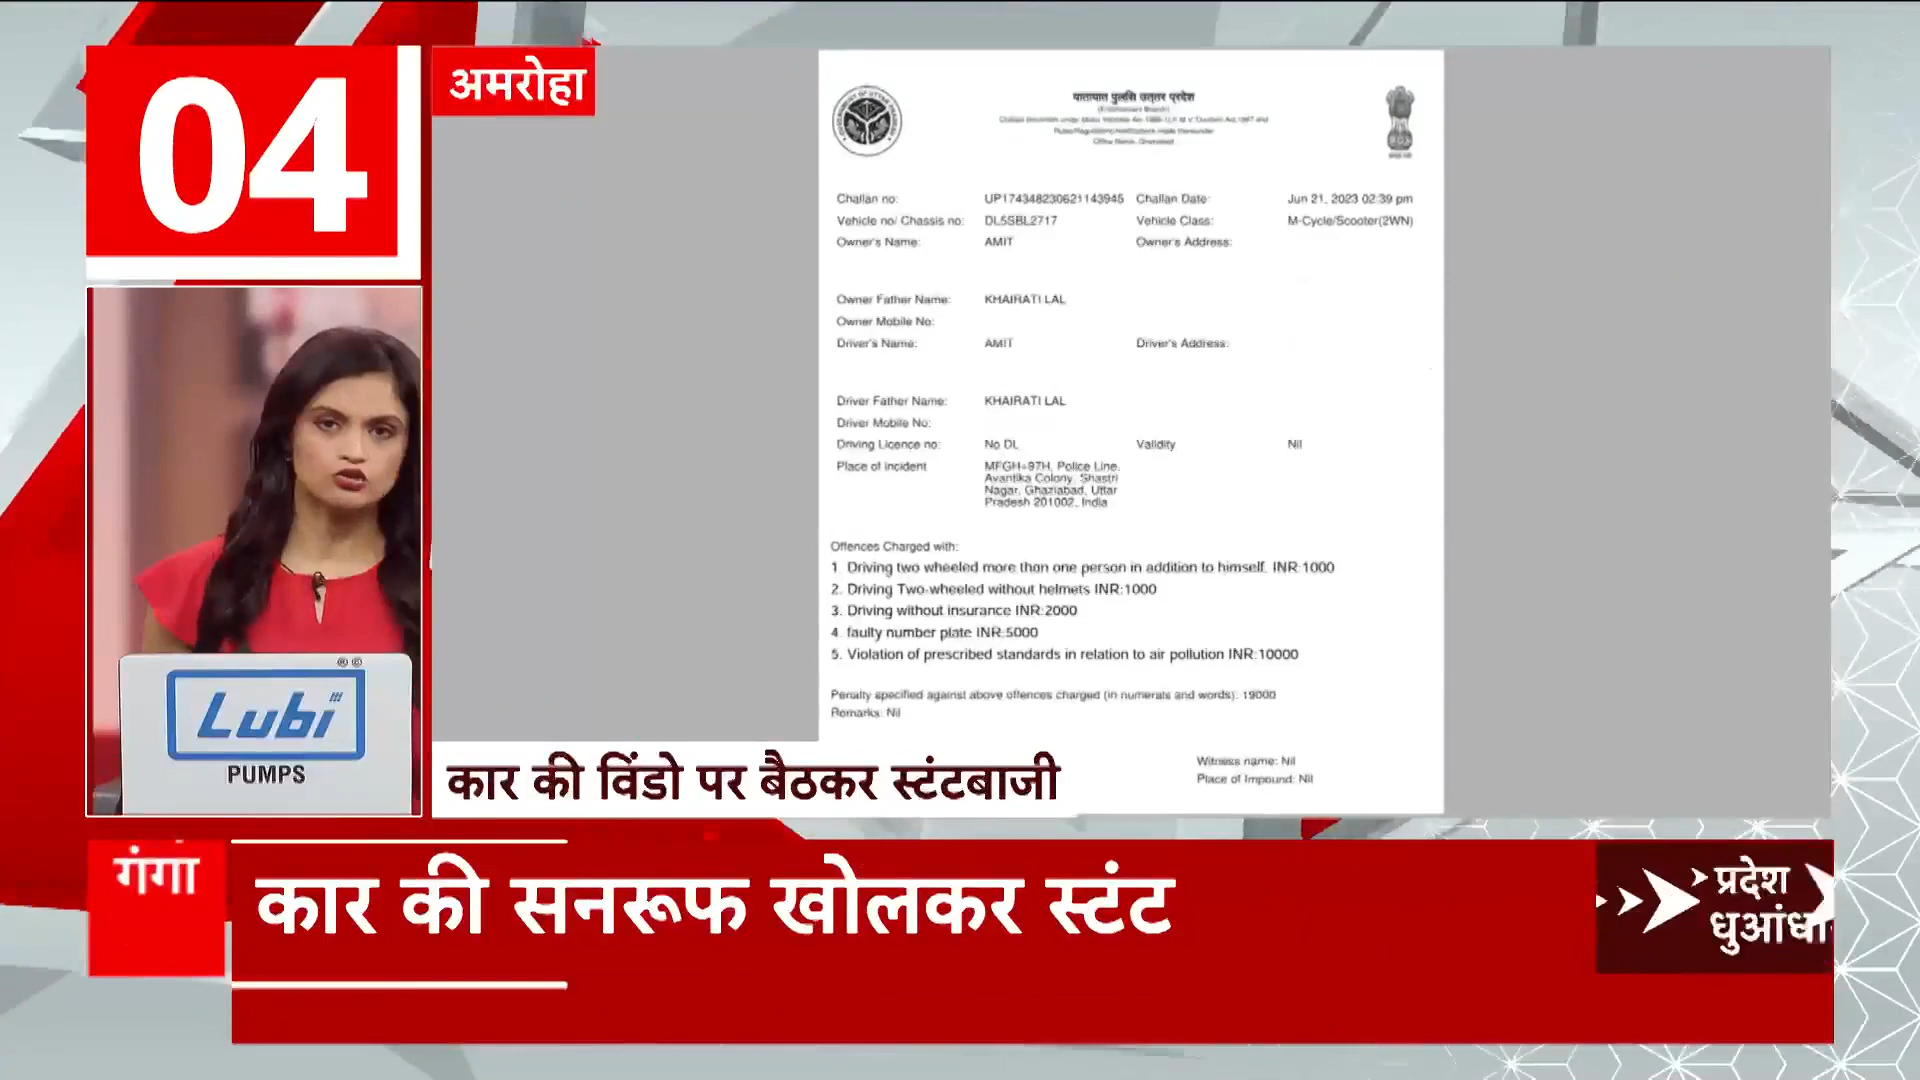 04
अमरोहा
यातायात पुलसि उत्तर प्रदेश
Challan no: UP174348230621143945 Challan Date: Jun 21, 2023 02:39 pm
Vehicle no/ Chassis no: DL5SBL2717 Vehicle Class: M-Cycle/Scooter(2WN)
Owner's Name: AMIT Owner's Address:
Owner Father Name: KHAIRATI LAL
Owner Mobile No:
Driver's Name: AMIT Driver's Address:
Driver Father Name: KHAIRATI LAL
Driver Mobile No:
Driving Licence no: No DL Validity Nil
Place of incident MFGH+97H, Police Line,
Avantika Colony, Shastri
Nagar, Ghaziabad, Uttar
Pradesh 201002, India
Offences Charged with:
1 Driving two wheeled more than one person in addition to himself. INR:1000
2. Driving Two-wheeled without helmets INR:1000
3. Driving without insurance INR:2000
4. faulty number plate INR:5000
5. Violation of prescribed standards in relation to air pollution INR:10000
Penalty specified against above offences charged (in numerals and words): 19000
Remarks: Nil
Witness name: Nil
Place of Impound: Nil
Lubi
PUMPS
कार की विंडो पर बैठकर स्टंटबाजी
गंगा
कार की सनरूफ खोलकर स्टंट
प्रदेश
धुआंधा